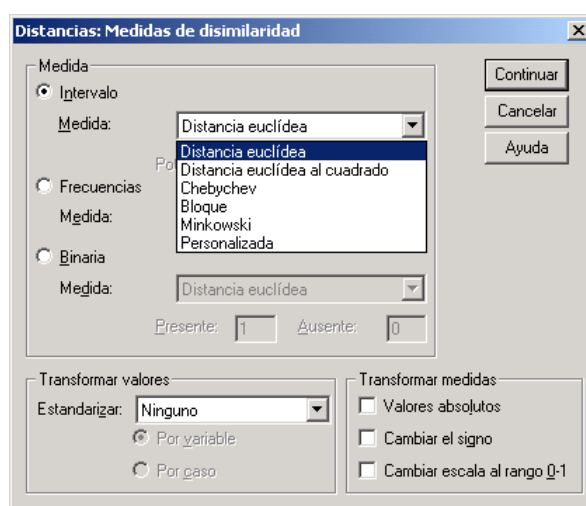 Distancias: Medidas de disimilaridad
Medida
Intervalo
Medida: Distancia euclídea
Distancia euclídea
Distancia euclídea al cuadrado
Chebychev
Bloque
Minkowski
Personalizada
Frecuencias
Medida:
Binaria
Medida: Distancia euclídea
Presente: 1 Ausente: 0
Continuar
Cancelar
Ayuda
Transformar valores
Estandarizar: Ninguno
Por variable
Por caso
Transformar medidas
Valores absolutos
Cambiar el signo
Cambiar escala al rango 0-1